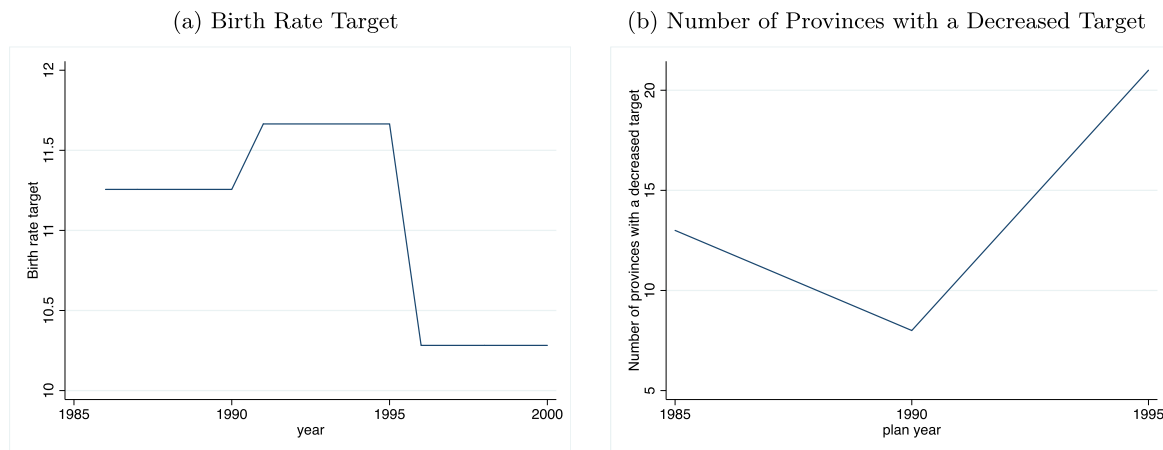 (a) Birth Rate Target
Birth rate target
12
11.5
11
10.5
10
1985 1990 1995 2000
year
(b) Number of Provinces with a Decreased Target
Number of provinces with a decreased target
20
15
10
5
1985 1990 1995
plan year